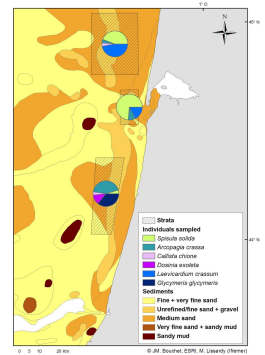 1°0
45°N
N
Strata
Individuals sampled
Spisula solida
Arcopagia crassa
Callista chione
Dosinia exoleta
Laevicardium crassum
Glycymeris glycymeris
Sediments
Fine + very fine sand
Unrefined/fine sand + gravel
Medium sand
Very fine sand + sandy mud
Sandy mud
44°N
0 5 10 20 Km
© JM. Bouchet, ESRI, M. Lissardy (Ifremer)